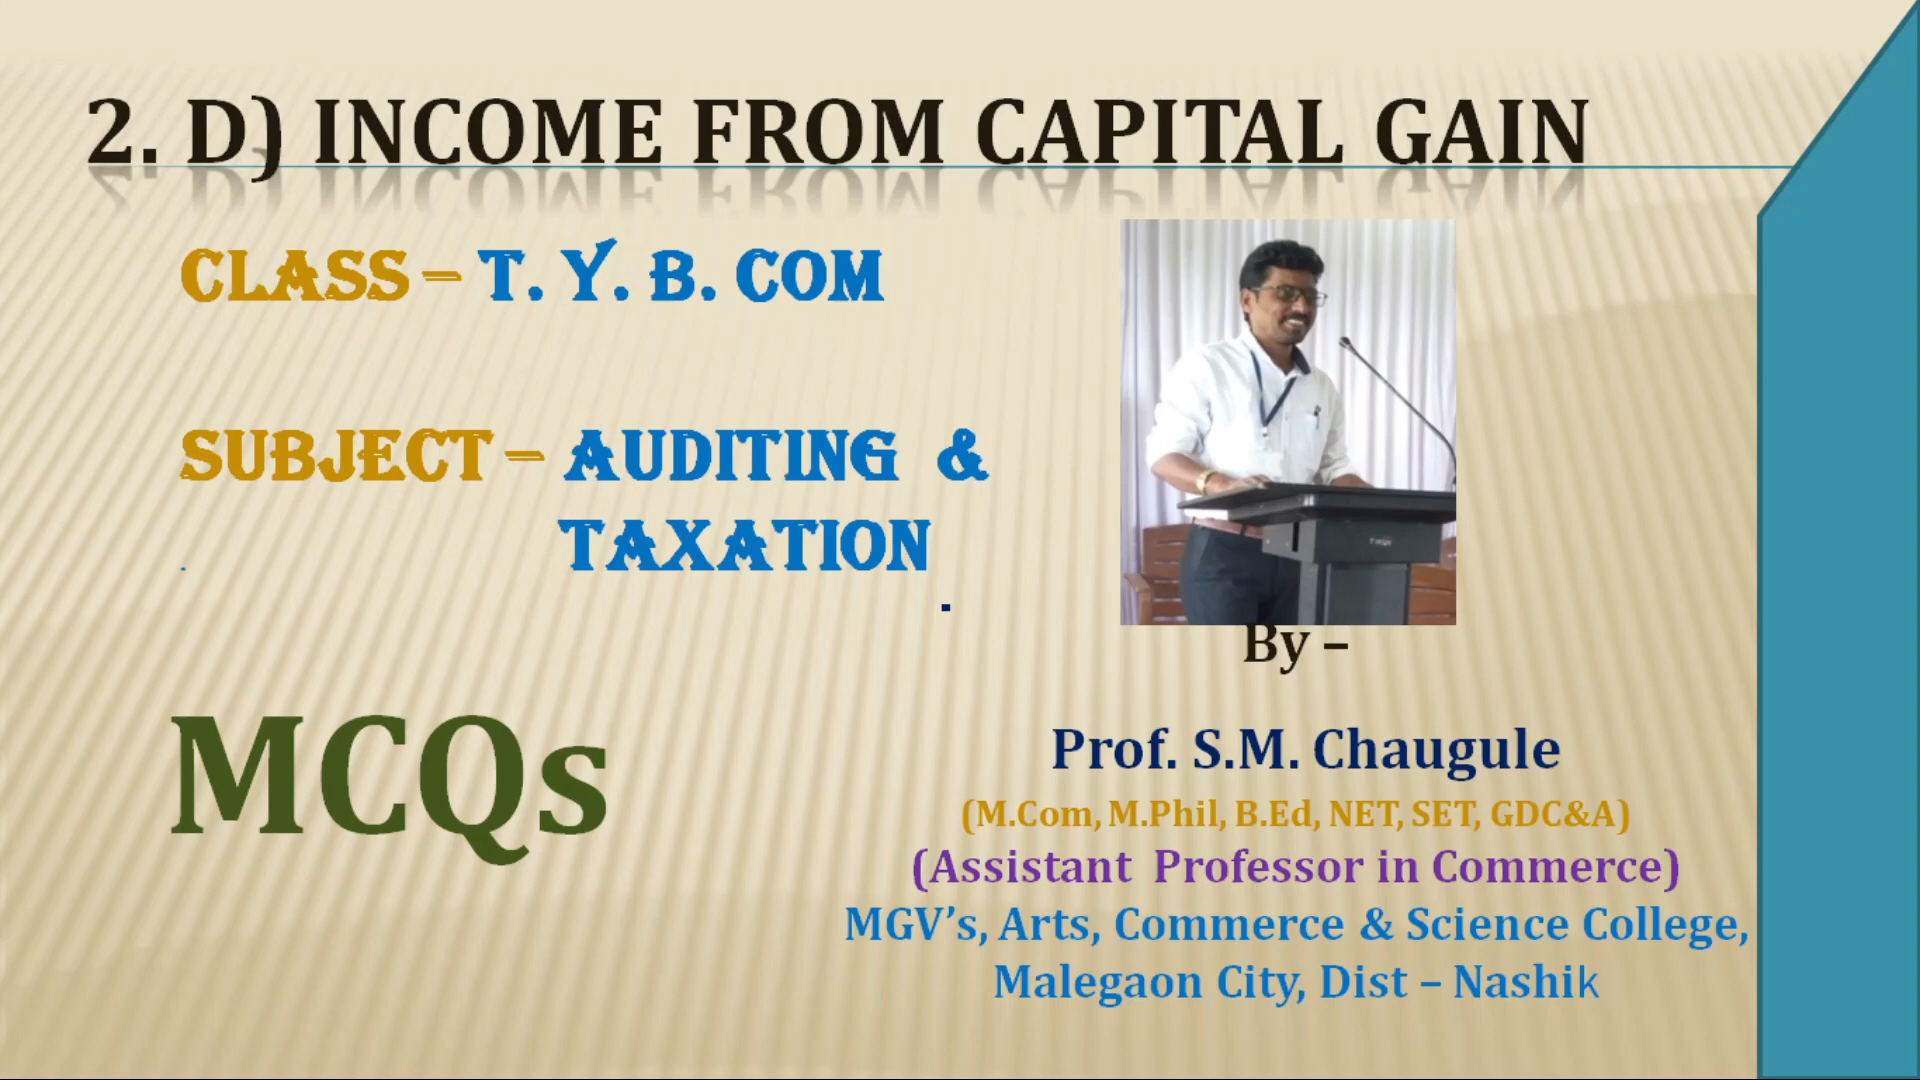 2. D) INCOME FROM CAPITAL GAIN
CLASS – T. Y. B. COM
SUBJECT – AUDITING &
TAXATION
.
.
By –
MCQs
Prof. S.M. Chaugule
(M.Com, M.Phil, B.Ed, NET, SET, GDC&A)
(Assistant Professor in Commerce)
MGV’s, Arts, Commerce & Science College,
Malegaon City, Dist – Nashik